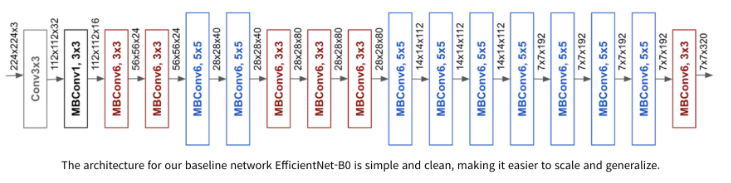 224x224x3
Conv3x3
112x112x32
MBConv1, 3x3
112x112x16
MBConv6, 3x3
56x56x24
MBConv6, 3x3
56x56x24
MBConv6, 5x5
28x28x40
MBConv6, 5x5
28x28x40
MBConv6, 3x3
28x28x80
MBConv6, 3x3
28x28x80
MBConv6, 3x3
28x28x80
MBConv6, 5x5
14x14x112
MBConv6, 5x5
14x14x112
MBConv6, 5x5
14x14x112
MBConv6, 5x5
7x7x192
MBConv6, 5x5
7x7x192
MBConv6, 5x5
7x7x192
MBConv6, 5x5
7x7x192
MBConv6, 3x3
7x7x320
The architecture for our baseline network EfficientNet-B0 is simple and clean, making it easier to scale and generalize.